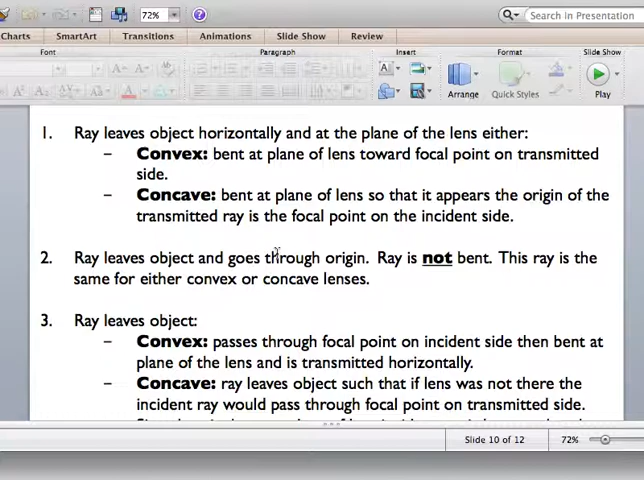 72%
Search in Presentation
Charts SmartArt Transitions Animations Slide Show Review
Font Paragraph Insert Format Slide Show
Arrange Quick Styles Play
1. Ray leaves object horizontally and at the plane of the lens either:
– Convex: bent at plane of lens toward focal point on transmitted
side.
– Concave: bent at plane of lens so that it appears the origin of the
transmitted ray is the focal point on the incident side.
2. Ray leaves object and goes through origin. Ray is not bent. This ray is the
same for either convex or concave lenses.
3. Ray leaves object:
– Convex: passes through focal point on incident side then bent at
plane of the lens and is transmitted horizontally.
– Concave: ray leaves object such that if lens was not there the
incident ray would pass through focal point on transmitted side.
Slide 10 of 12 72%